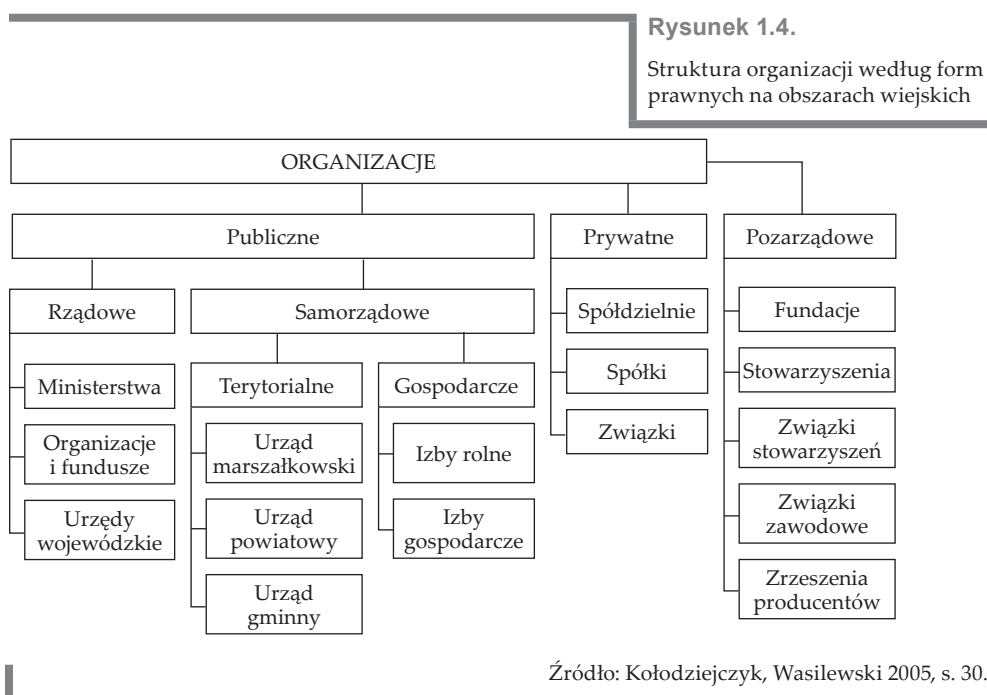 Rysunek 1.4.
Struktura organizacji według form
prawnych na obszarach wiejskich
ORGANIZACJE
Publiczne
Prywatne
Pozarządowe
Rządowe
Samorządowe
Spółdzielnie
Fundacje
Ministerstwa
Terytorialne
Gospodarcze
Spółki
Stowarzyszenia
Organizacje
i fundusze
Urząd
marszałkowski
Izby rolne
Związki
Związki
stowarzyszeń
Urzędy
wojewódzkie
Urząd
powiatowy
Izby
gospodarcze
Związki
zawodowe
Urząd
gminny
Zrzeszenia
producentów
Źródło: Kołodziejczyk, Wasilewski 2005, s. 30.